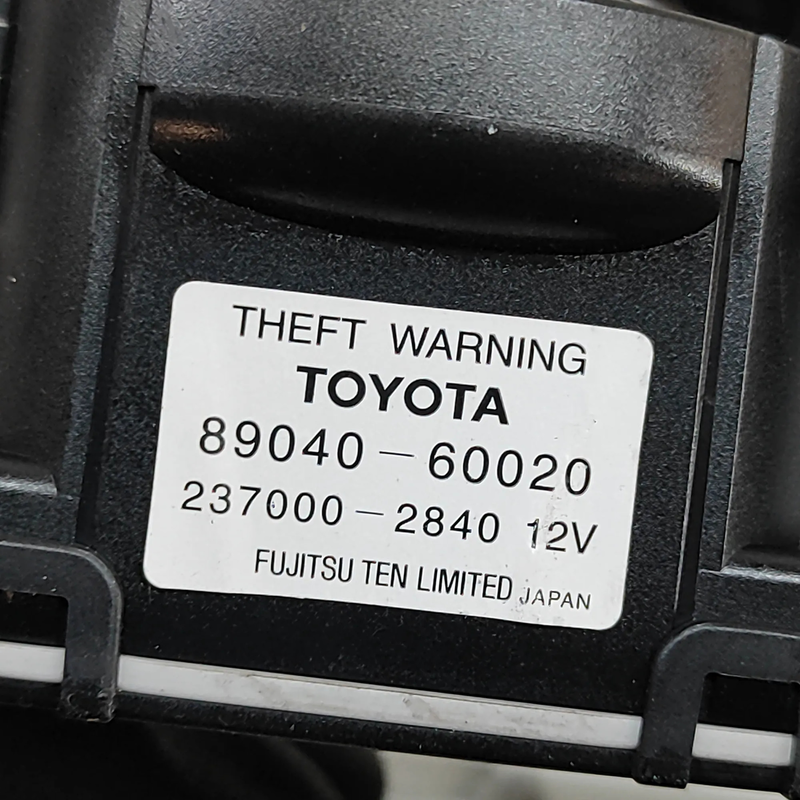 THEFT WARNING
TOYOTA
89040-60020
237000-2840 12V
FUJITSU TEN LIMITED JAPAN